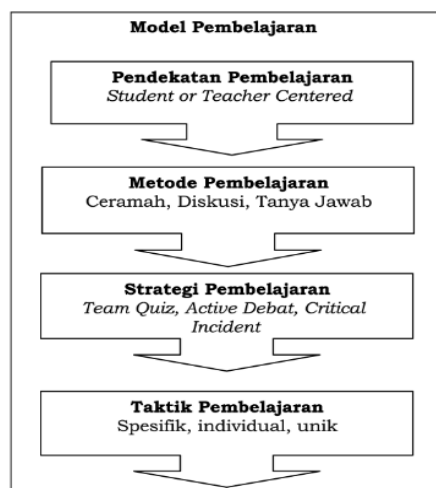 Model Pembelajaran
Pendekatan Pembelajaran
Student or Teacher Centered
Metode Pembelajaran
Ceramah, Diskusi, Tanya Jawab
Strategi Pembelajaran
Team Quiz, Active Debat, Critical
Incident
Taktik Pembelajaran
Spesifik, individual, unik